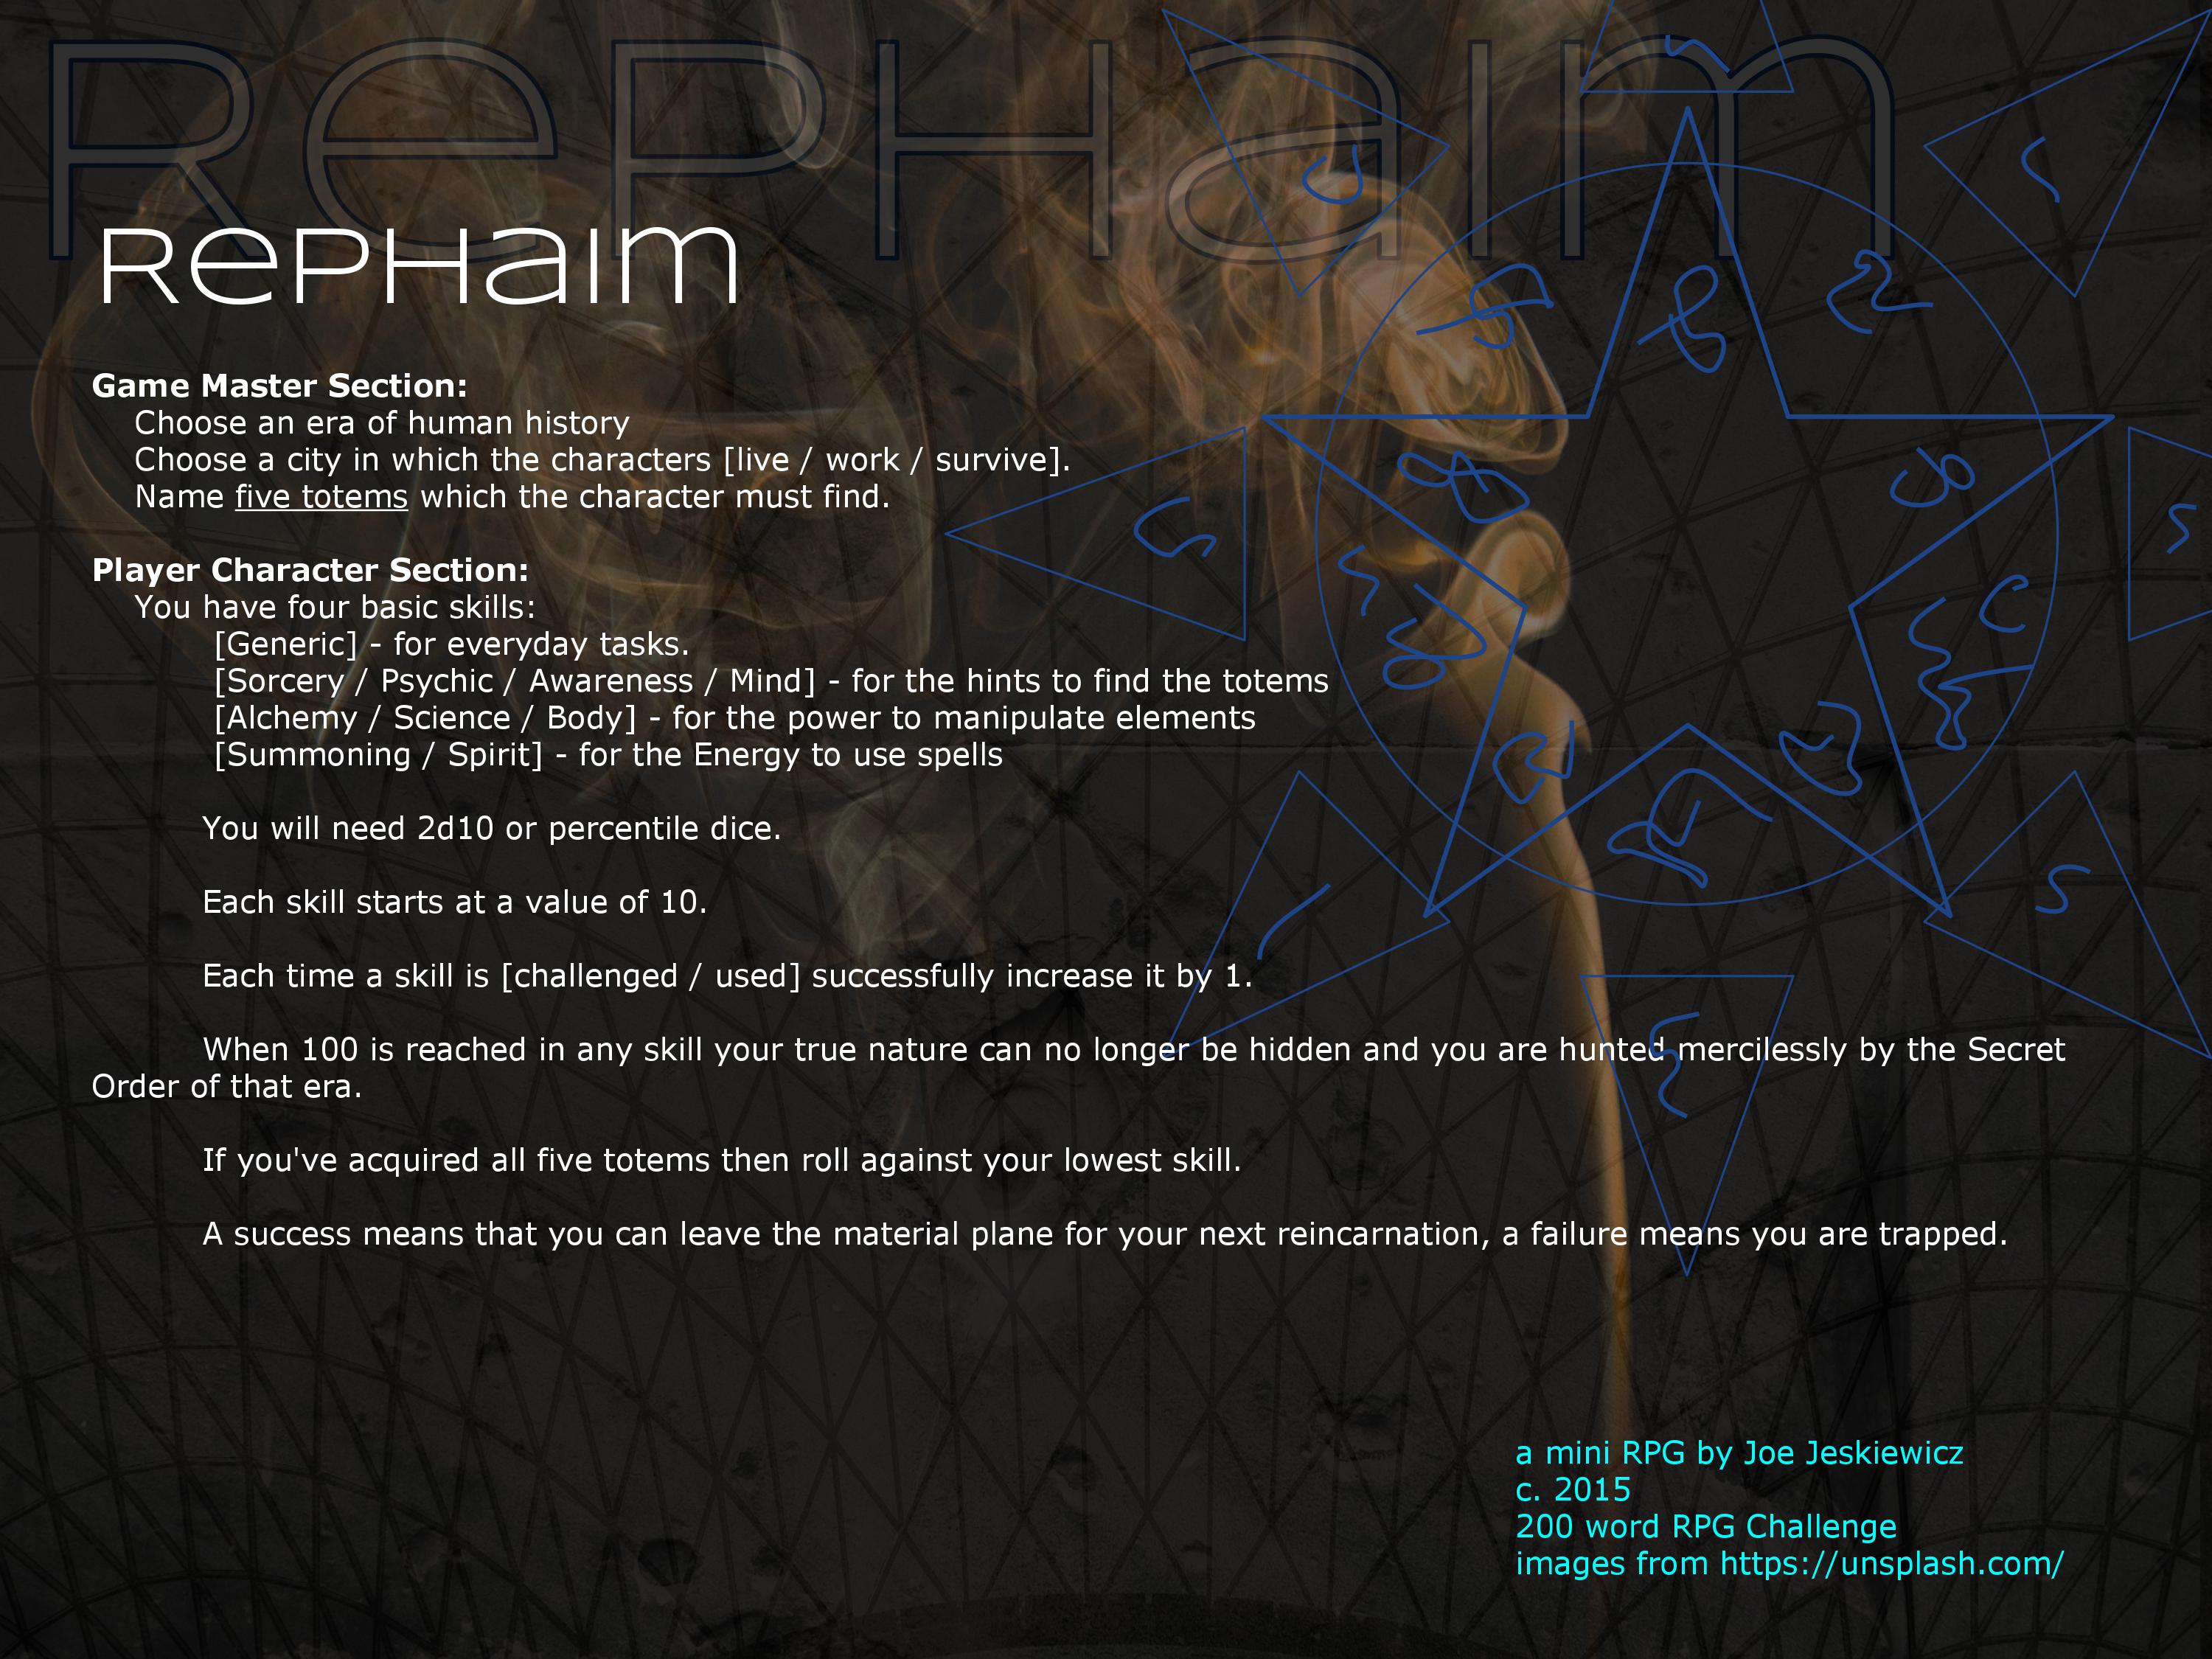 RePHaIm
RePHaIm
Game Master Section:
Choose an era of human history
Choose a city in which the characters [live / work / survive].
Name five totems which the character must find.
Player Character Section:
You have four basic skills:
[Generic] - for everyday tasks.
[Sorcery / Psychic / Awareness / Mind] - for the hints to find the totems
[Alchemy / Science / Body] - for the power to manipulate elements
[Summoning / Spirit] - for the Energy to use spells
You will need 2d10 or percentile dice.
Each skill starts at a value of 10.
Each time a skill is [challenged / used] successfully increase it by 1.
When 100 is reached in any skill your true nature can no longer be hidden and you are hunted mercilessly by the Secret
Order of that era.
If you've acquired all five totems then roll against your lowest skill.
A success means that you can leave the material plane for your next reincarnation, a failure means you are trapped.
a mini RPG by Joe Jeskiewicz
c. 2015
200 word RPG Challenge
images from https://unsplash.com/